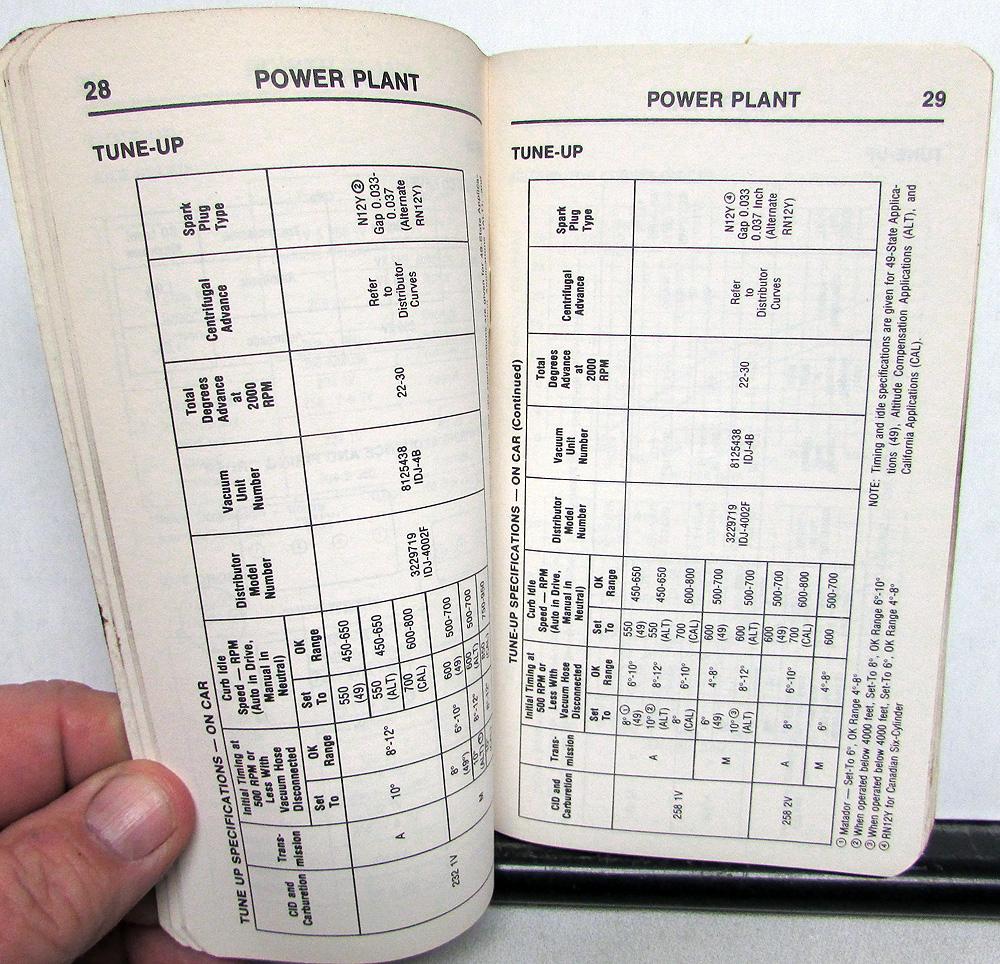 28
POWER PLANT
TUNE-UP
TUNE UP SPECIFICATIONS — ON CAR
CID and
Carburetion
Trans-
mission
Initial Timing at
500 RPM or
Less With
Vacuum Hose
Disconnected
Set
To
OK
Range
Curb Idle
Speed — RPM
(Auto in Drive,
Manual in
Neutral)
Set
To
OK
Range
Distributor
Model
Number
Vacuum
Unit
Number
Total
Degrees
Advance
at
2000
RPM
Centrifugal
Advance
Spark
Plug
Type
232 1V
A
10°
8°-12°
550
(49)
450-650
550
(ALT)
450-650
700
(CAL)
600-800
M
8°
(49)
6°-10°
600
(49)
500-700
10°
(ALT)
8°-12°
600
(ALT)
500-700
3229719
IDJ-4002F
8125438
IDJ-4B
22-30
Refer
to
Distributor
Curves
N12Y ②
Gap 0.033-
0.037
(Alternate
RN12Y)
POWER PLANT
29
TUNE-UP
TUNE-UP SPECIFICATIONS — ON CAR (Continued)
CID and
Carburetion
Trans-
mission
Initial Timing at
500 RPM or
Less With
Vacuum Hose
Disconnected
Set
To
OK
Range
Curb Idle
Speed — RPM
(Auto in Drive,
Manual in
Neutral)
Set
To
OK
Range
Distributor
Model
Number
Vacuum
Unit
Number
Total
Degrees
Advance
at
2000
RPM
Centrifugal
Advance
Spark
Plug
Type
258 1V
A
8° ①
6°-10°
550
(49)
450-650
10° ②
(ALT)
8°-12°
550
(ALT)
450-650
8°
(CAL)
6°-10°
700
(CAL)
600-800
M
6°
(49)
4°-8°
600
(49)
500-700
10° ③
(ALT)
8°-12°
600
(ALT)
500-700
258 2V
A
8°
6°-10°
600
(49)
500-700
700
(CAL)
600-800
M
6°
4°-8°
600
500-700
3229719
IDJ-4002F
8125438
IDJ-4B
22-30
Refer
to
Distributor
Curves
N12Y ④
Gap 0.033
0.037 Inch
(Alternate
RN12Y)
① Matador — Set-To 6°, OK Range 4°-8°
② When operated below 4000 feet, Set-To 8°, OK Range 6°-10°
③ When operated below 4000 feet, Set-To 6°, OK Range 4°-8°
④ RN12Y for Canadian Six-Cylinder
NOTE: Timing and idle specifications are given for 49-State Applica-
tions (49), Altitude Compensation Applications (ALT), and
California Applications (CAL).